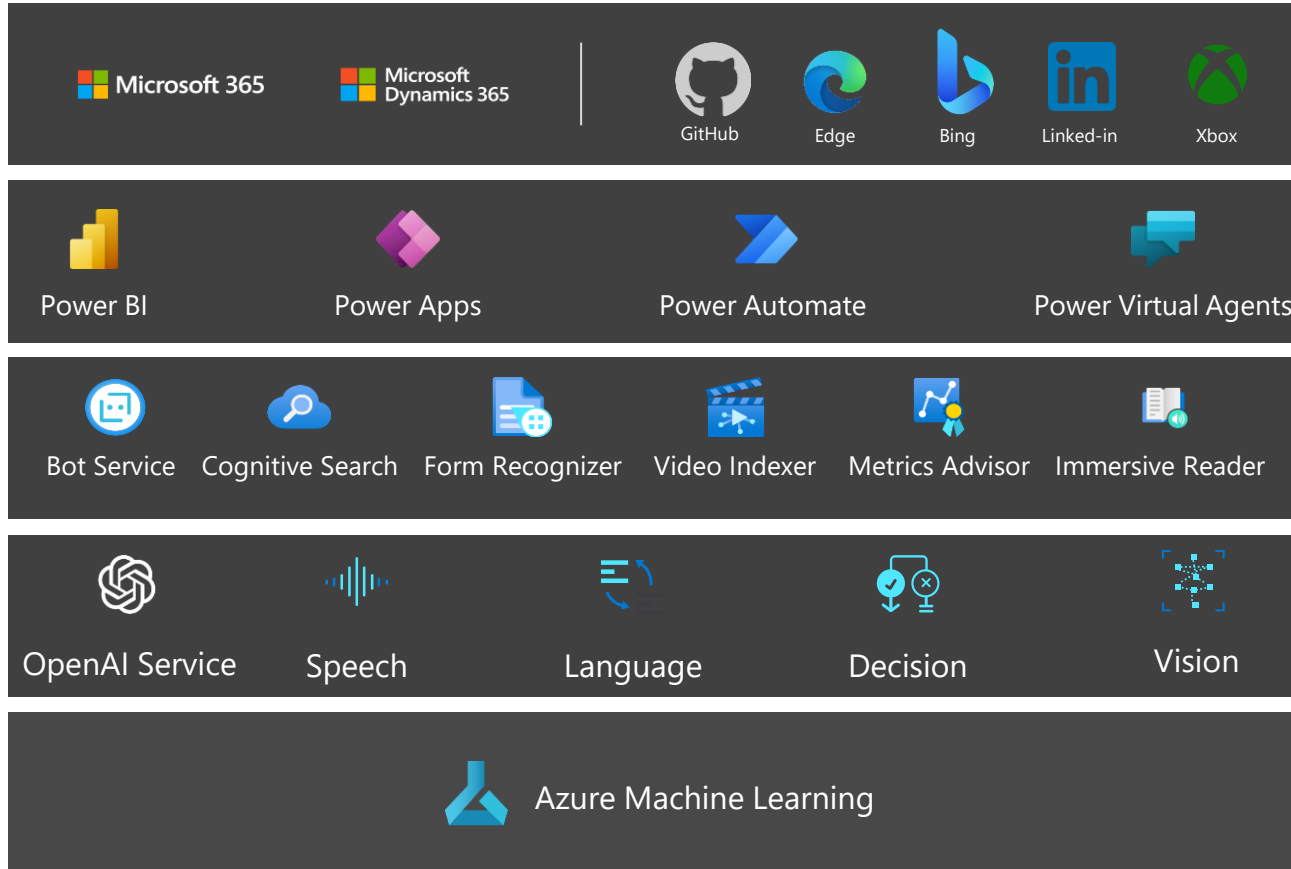 Microsoft 365
Microsoft
Dynamics 365
GitHub
Edge
Bing
Linked-in
Xbox
Power BI
Power Apps
Power Automate
Power Virtual Agents
Bot Service
Cognitive Search
Form Recognizer
Video Indexer
Metrics Advisor
Immersive Reader
OpenAI Service
Speech
Language
Decision
Vision
Azure Machine Learning